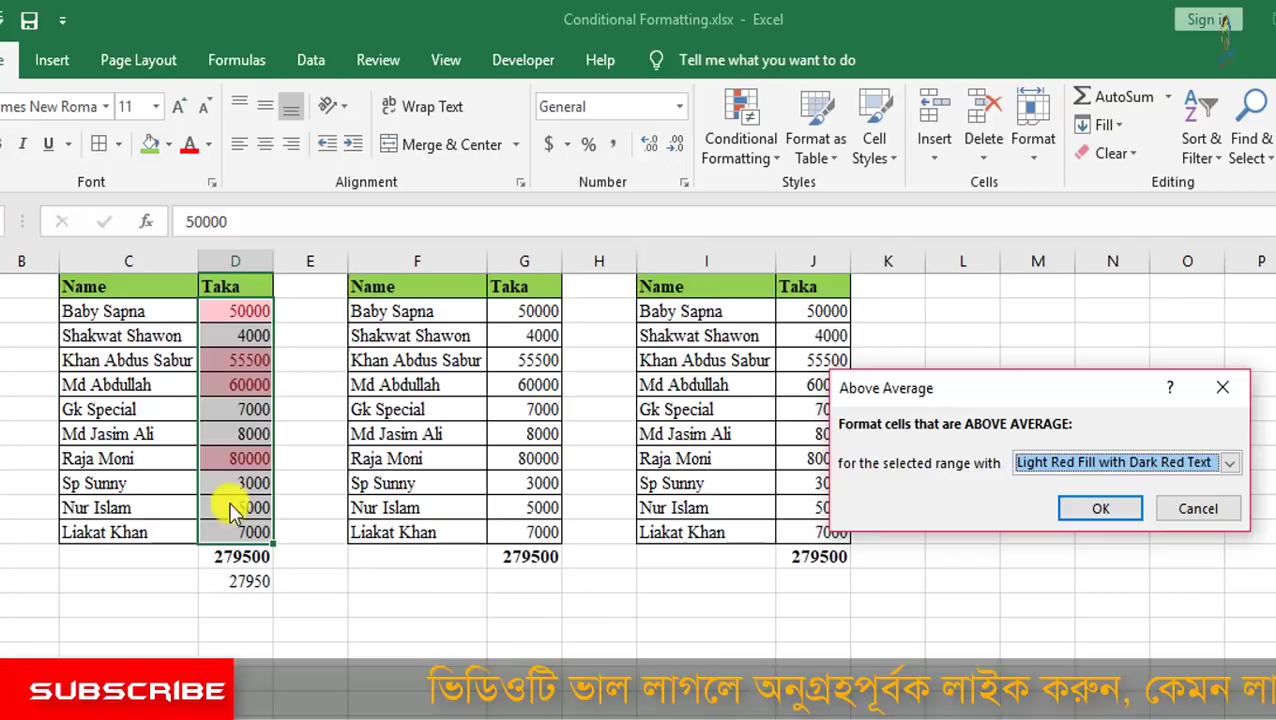 Conditional Formatting.xlsx - Excel
Sign in
Insert Page Layout Formulas Data Review View Developer Help Tell me what you want to do
mes New Roma 11 A A Wrap Text General Conditional Formatting Format as Table Cell Styles Insert Delete Format AutoSum Fill Clear Sort & Filter Find & Select
I U A Merge & Center $ % ,
Font Alignment Number Styles Cells Editing
fx 50000
B C D E F G H I J K L M N O P
Name Taka Name Taka Name Taka
Baby Sapna 50000 Baby Sapna 50000 Baby Sapna 50000
Shakwat Shawon 4000 Shakwat Shawon 4000 Shakwat Shawon 4000
Khan Abdus Sabur 55500 Khan Abdus Sabur 55500 Khan Abdus Sabur 55500
Md Abdullah 60000 Md Abdullah 60000 Md Abdullah
Gk Special 7000 Gk Special 7000 Gk Special
Md Jasim Ali 8000 Md Jasim Ali 8000 Md Jasim Ali
Raja Moni 80000 Raja Moni 80000 Raja Moni
Sp Sunny 3000 Sp Sunny 3000 Sp Sunny
Nur Islam Nur Islam 5000 Nur Islam
Liakat Khan 7000 Liakat Khan 7000 Liakat Khan 7000
279500 279500 279500
27950
Above Average ?
Format cells that are ABOVE AVERAGE:
for the selected range with Light Red Fill with Dark Red Text
OK Cancel
SUBSCRIBE
ভিডিওটি ভাল লাগলে অনুগ্রহপূর্বক লাইক করুন, কেমন লা